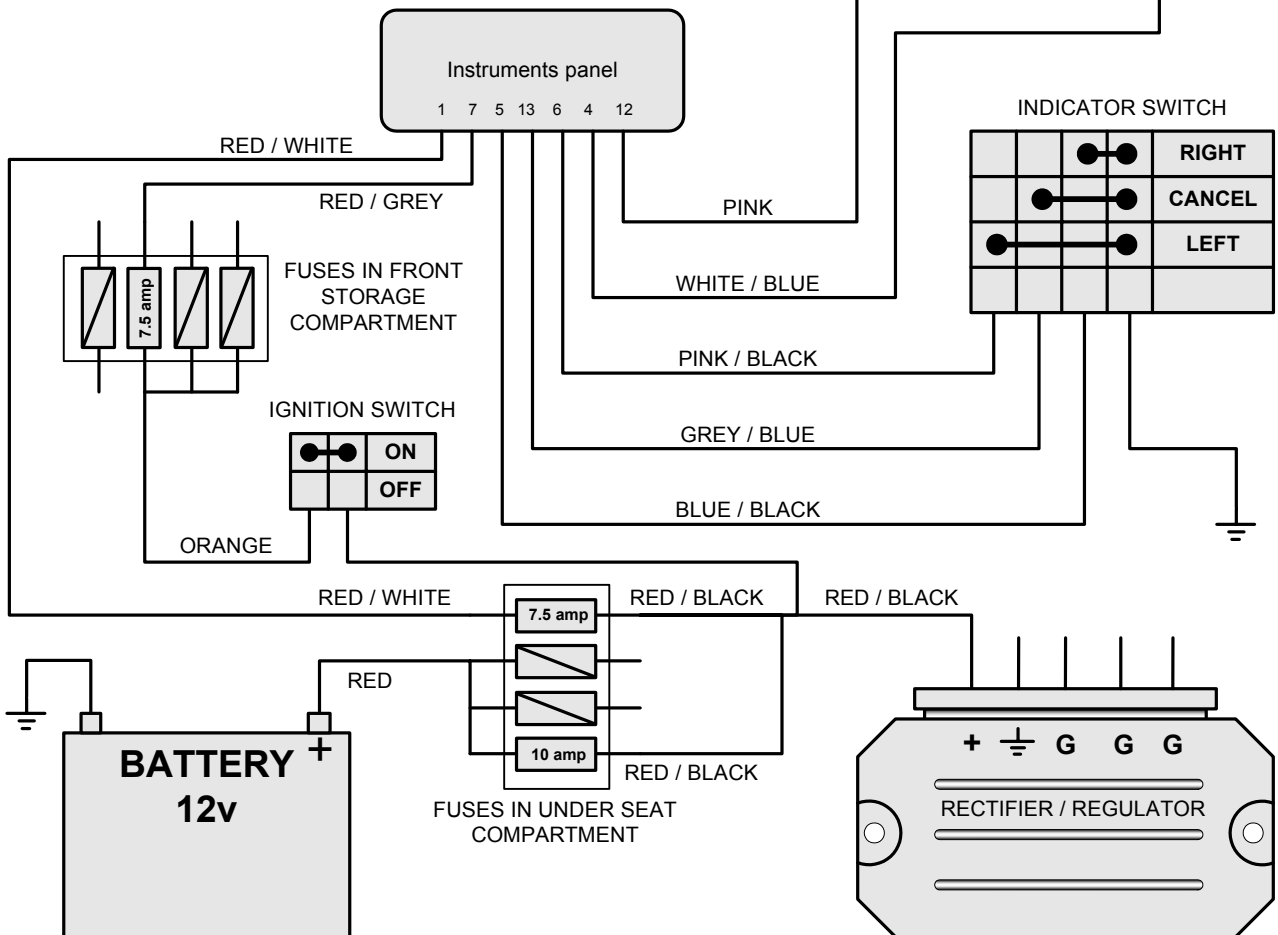 Instruments panel
1 7 5 13 6 4 12
INDICATOR SWITCH
RIGHT
CANCEL
LEFT
RED / WHITE
RED / GREY
PINK
FUSES IN FRONT
STORAGE
COMPARTMENT
7.5 amp
WHITE / BLUE
PINK / BLACK
IGNITION SWITCH
ON
OFF
GREY / BLUE
BLUE / BLACK
ORANGE
RED / WHITE
7.5 amp
RED / BLACK
RED / BLACK
RED
10 amp
RED / BLACK
FUSES IN UNDER SEAT
COMPARTMENT
BATTERY +
12v
+ G G G
RECTIFIER / REGULATOR